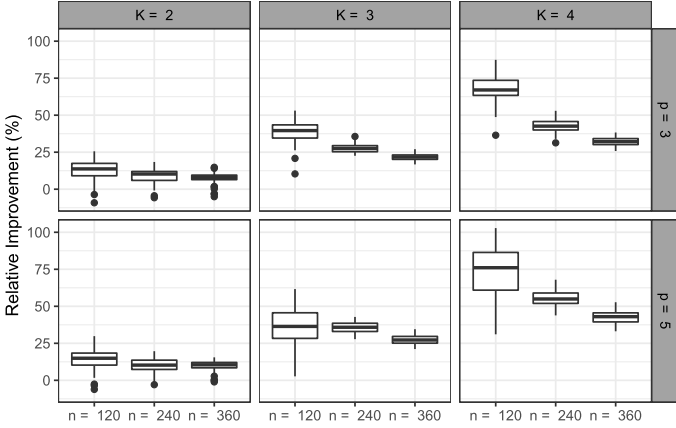 K = 2 K = 3 K = 4
Relative Improvement (%)
100
75
50
25
0
p = 3
100
75
50
25
0
p = 5
n = 120 n = 240 n = 360 n = 120 n = 240 n = 360 n = 120 n = 240 n = 360